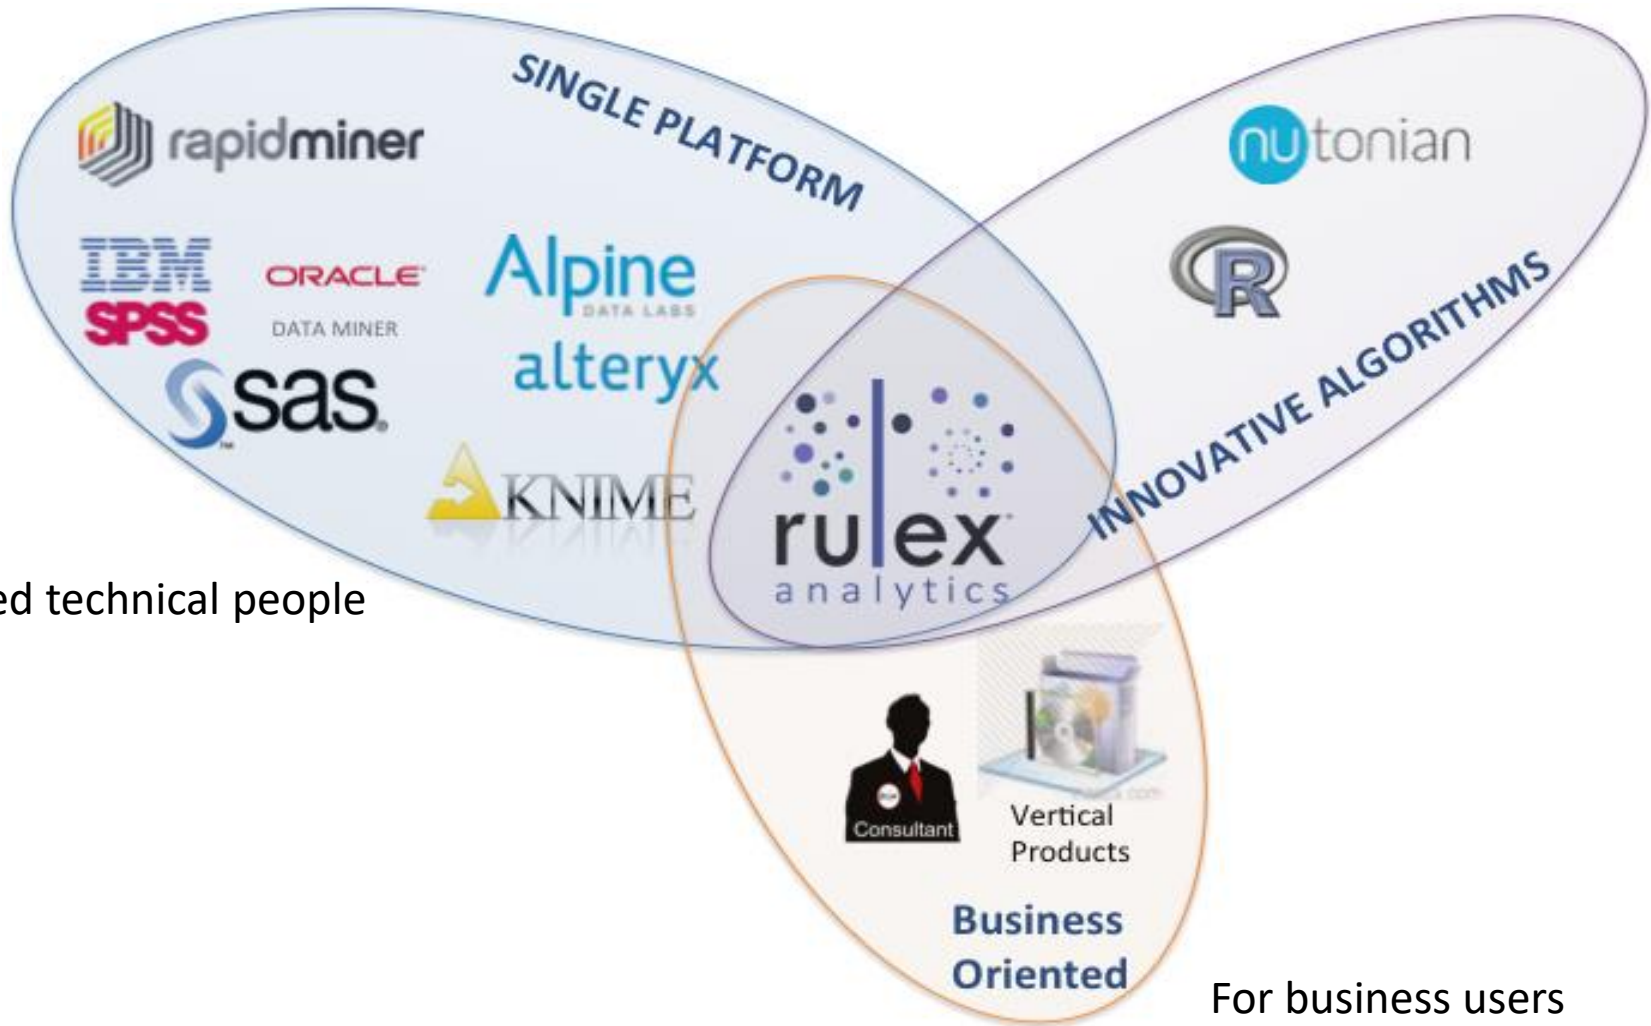 SINGLE PLATFORM
rapidminer
nutonian
IBM
SPSS
ORACLE
DATA MINER
Alpine
DATA LABS
alteryx
sas
KNIME
R
INNOVATIVE ALGORITHMS
rulex
analytics
ed technical people
Consultant
Vertical
Products
Business
Oriented
For business users